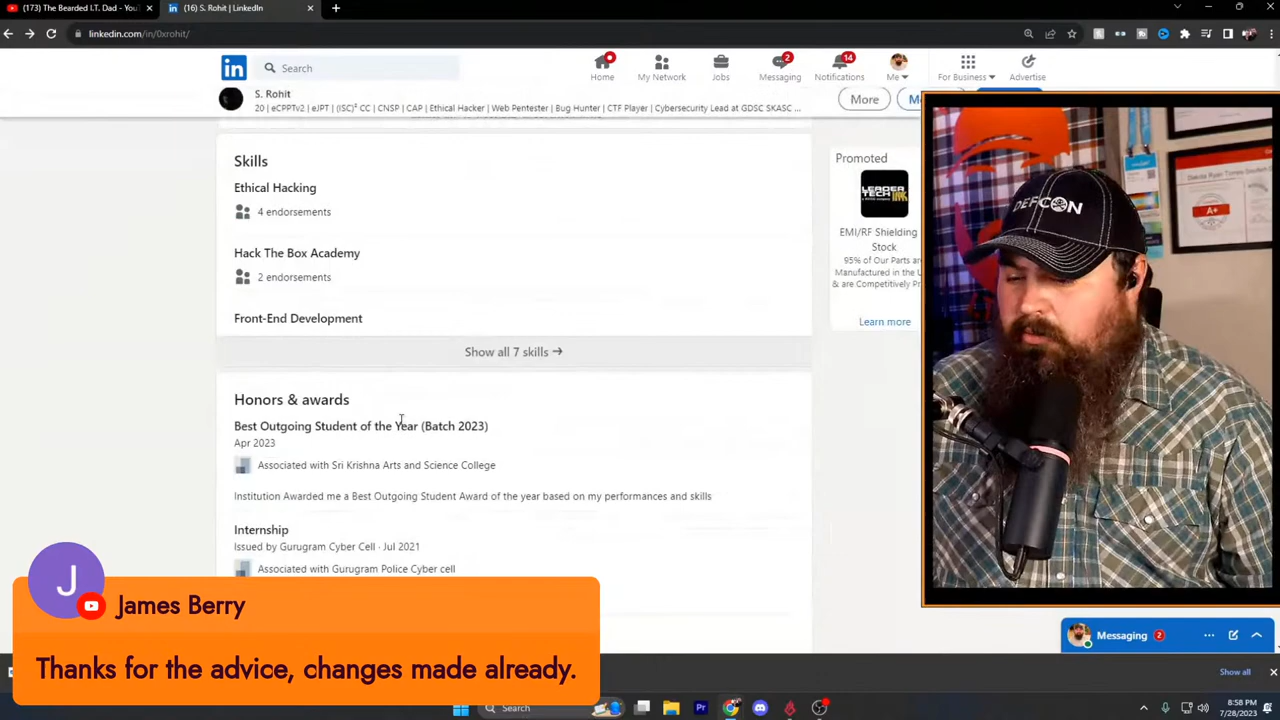 (173) The Bearded I.T. Dad - You
(16) S. Rohit | LinkedIn
linkedin.com/in/0xrohit/
in
Search
Home
My Network
Jobs
2
Messaging
14
Notifications
Me
For Business
Advertise
S. Rohit
20 | eCPPTv2 | eJPT | (ISC)² CC | CNSP | CAP | Ethical Hacker | Web Pentester | Bug Hunter | CTF Player | Cybersecurity Lead at GDSC SKASC ...
More
Skills
Ethical Hacking
4 endorsements
Hack The Box Academy
2 endorsements
Front-End Development
Show all 7 skills →
Honors & awards
Best Outgoing Student of the Year (Batch 2023)
Apr 2023
Associated with Sri Krishna Arts and Science College
Institution Awarded me a Best Outgoing Student Award of the year based on my performances and skills
Internship
Issued by Gurugram Cyber Cell · Jul 2021
Associated with Gurugram Police Cyber cell
Promoted
LEADER
TECH
EMI/RF Shielding
Stock
95% of Our Parts are
Manufactured in the
& are Competitively
Learn more
DEFCON
A+
J
James Berry
Thanks for the advice, changes made already.
Messaging 2
Show all
Search
Pr
8:58 PM
7/28/2023